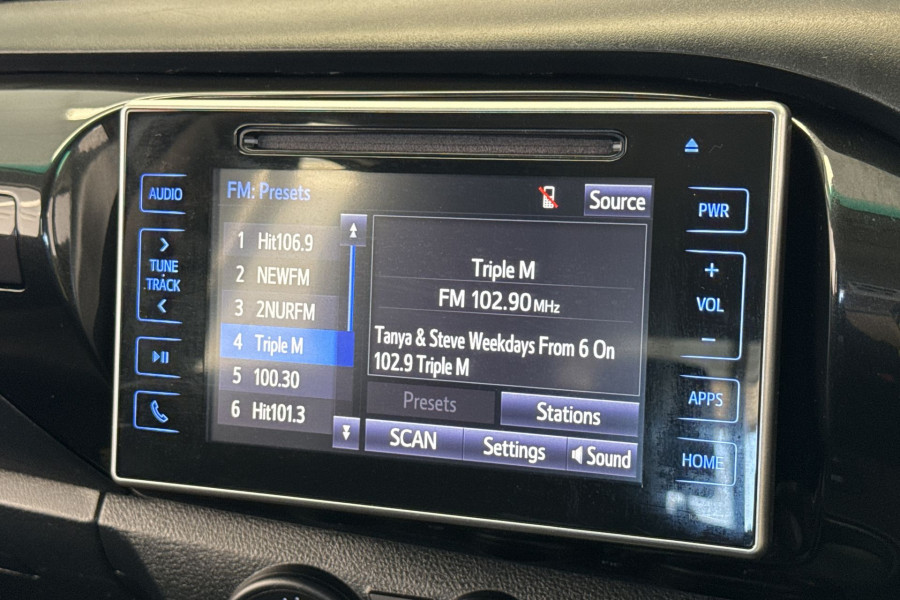 AUDIO
>
TUNE
TRACK
<
FM: Presets
Source
1 Hit106.9
2 NEWFM
3 2NURFM
4 Triple M
5 100.30
6 Hit101.3
Triple M
FM 102.90 MHz
Tanya & Steve Weekdays From 6 On
102.9 Triple M
Presets
Stations
SCAN
Settings
Sound
PWR
+
VOL
-
APPS
HOME